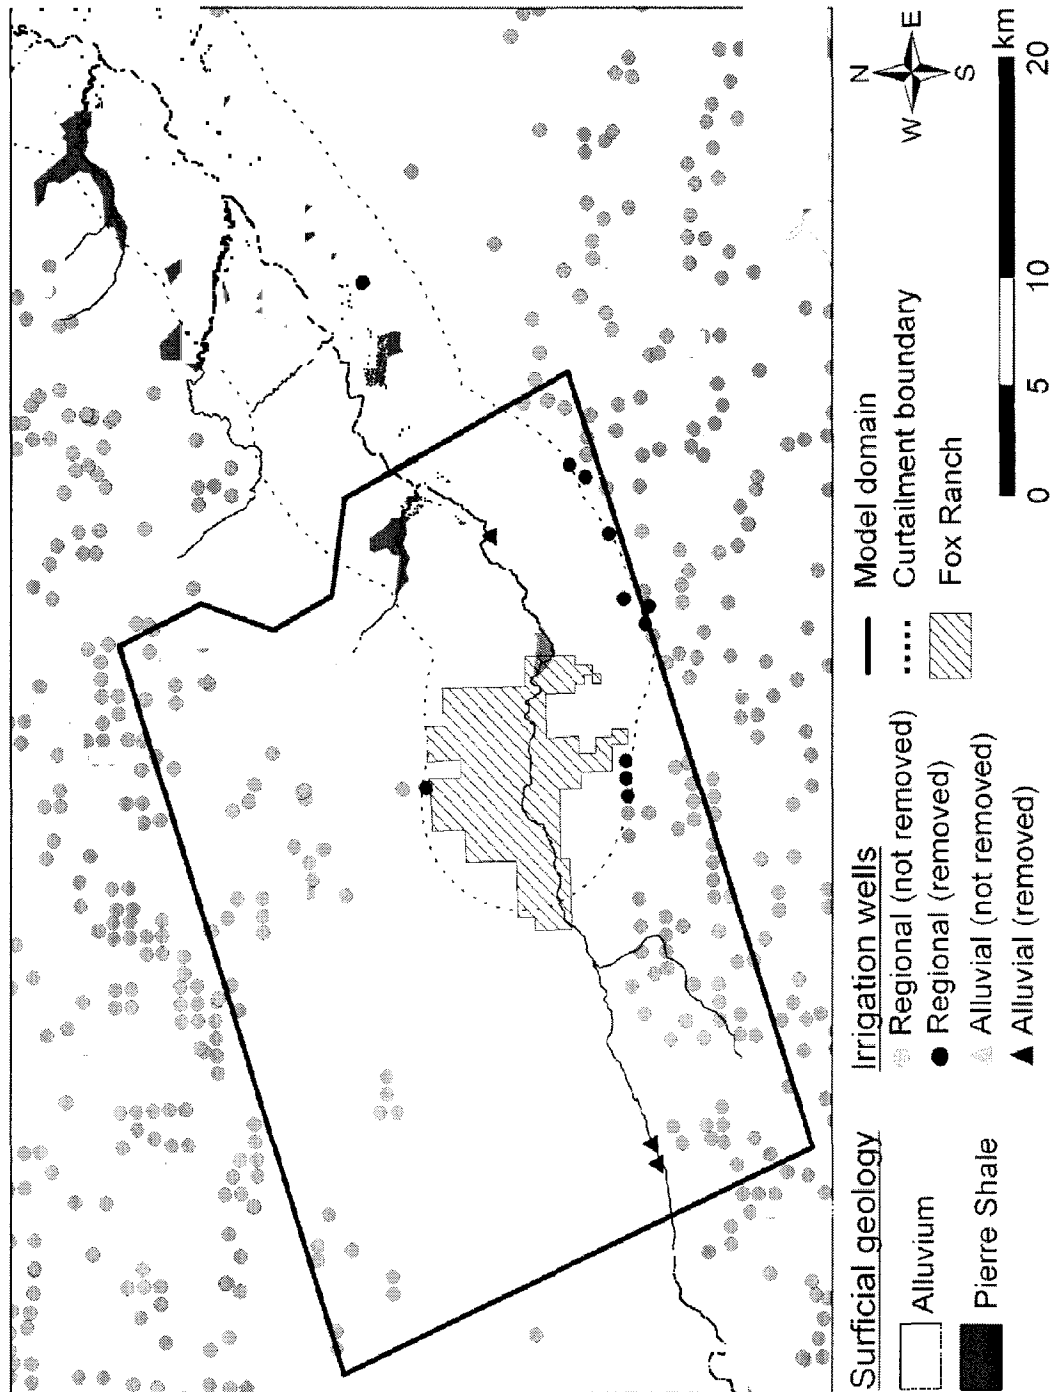 Surficial geology
Alluvium
Pierre Shale
Irrigation wells
Regional (not removed)
Regional (removed)
Alluvial (not removed)
Alluvial (removed)
Model domain
Curtailment boundary
Fox Ranch
N
W E
S
km
0 5 10 20